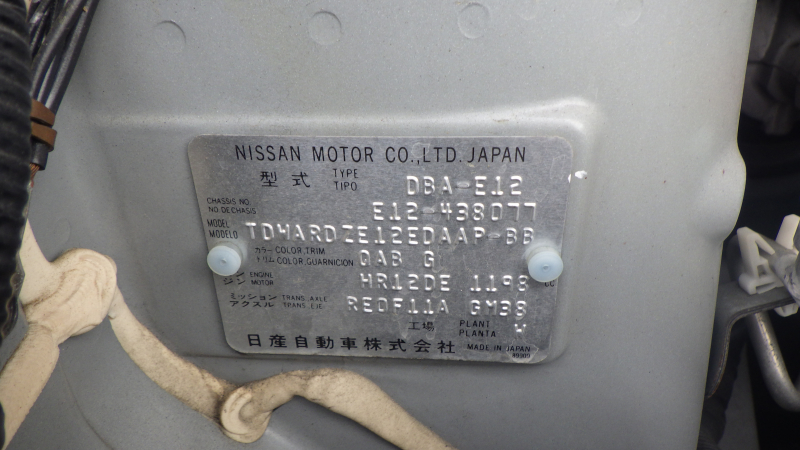 NISSAN MOTOR CO.,LTD. JAPAN
型式 TYPE TIPO DBA-E12
CHASSIS NO. NO. DE CHASIS E12-438077
MODEL MODELO TDYARDZE12EDAAP-BB
カラー COLOR, TRIM
トリム COLOR, GUARNICION QAB G
ジン ENGINE
ジン MOTOR HR12DE 1198 CC
ミッション TRANS. AXLE
アクスル TRANS. EJE REOF11A GM38
工場 PLANT PLANTA
日産自動車株式会社 MADE IN JAPAN